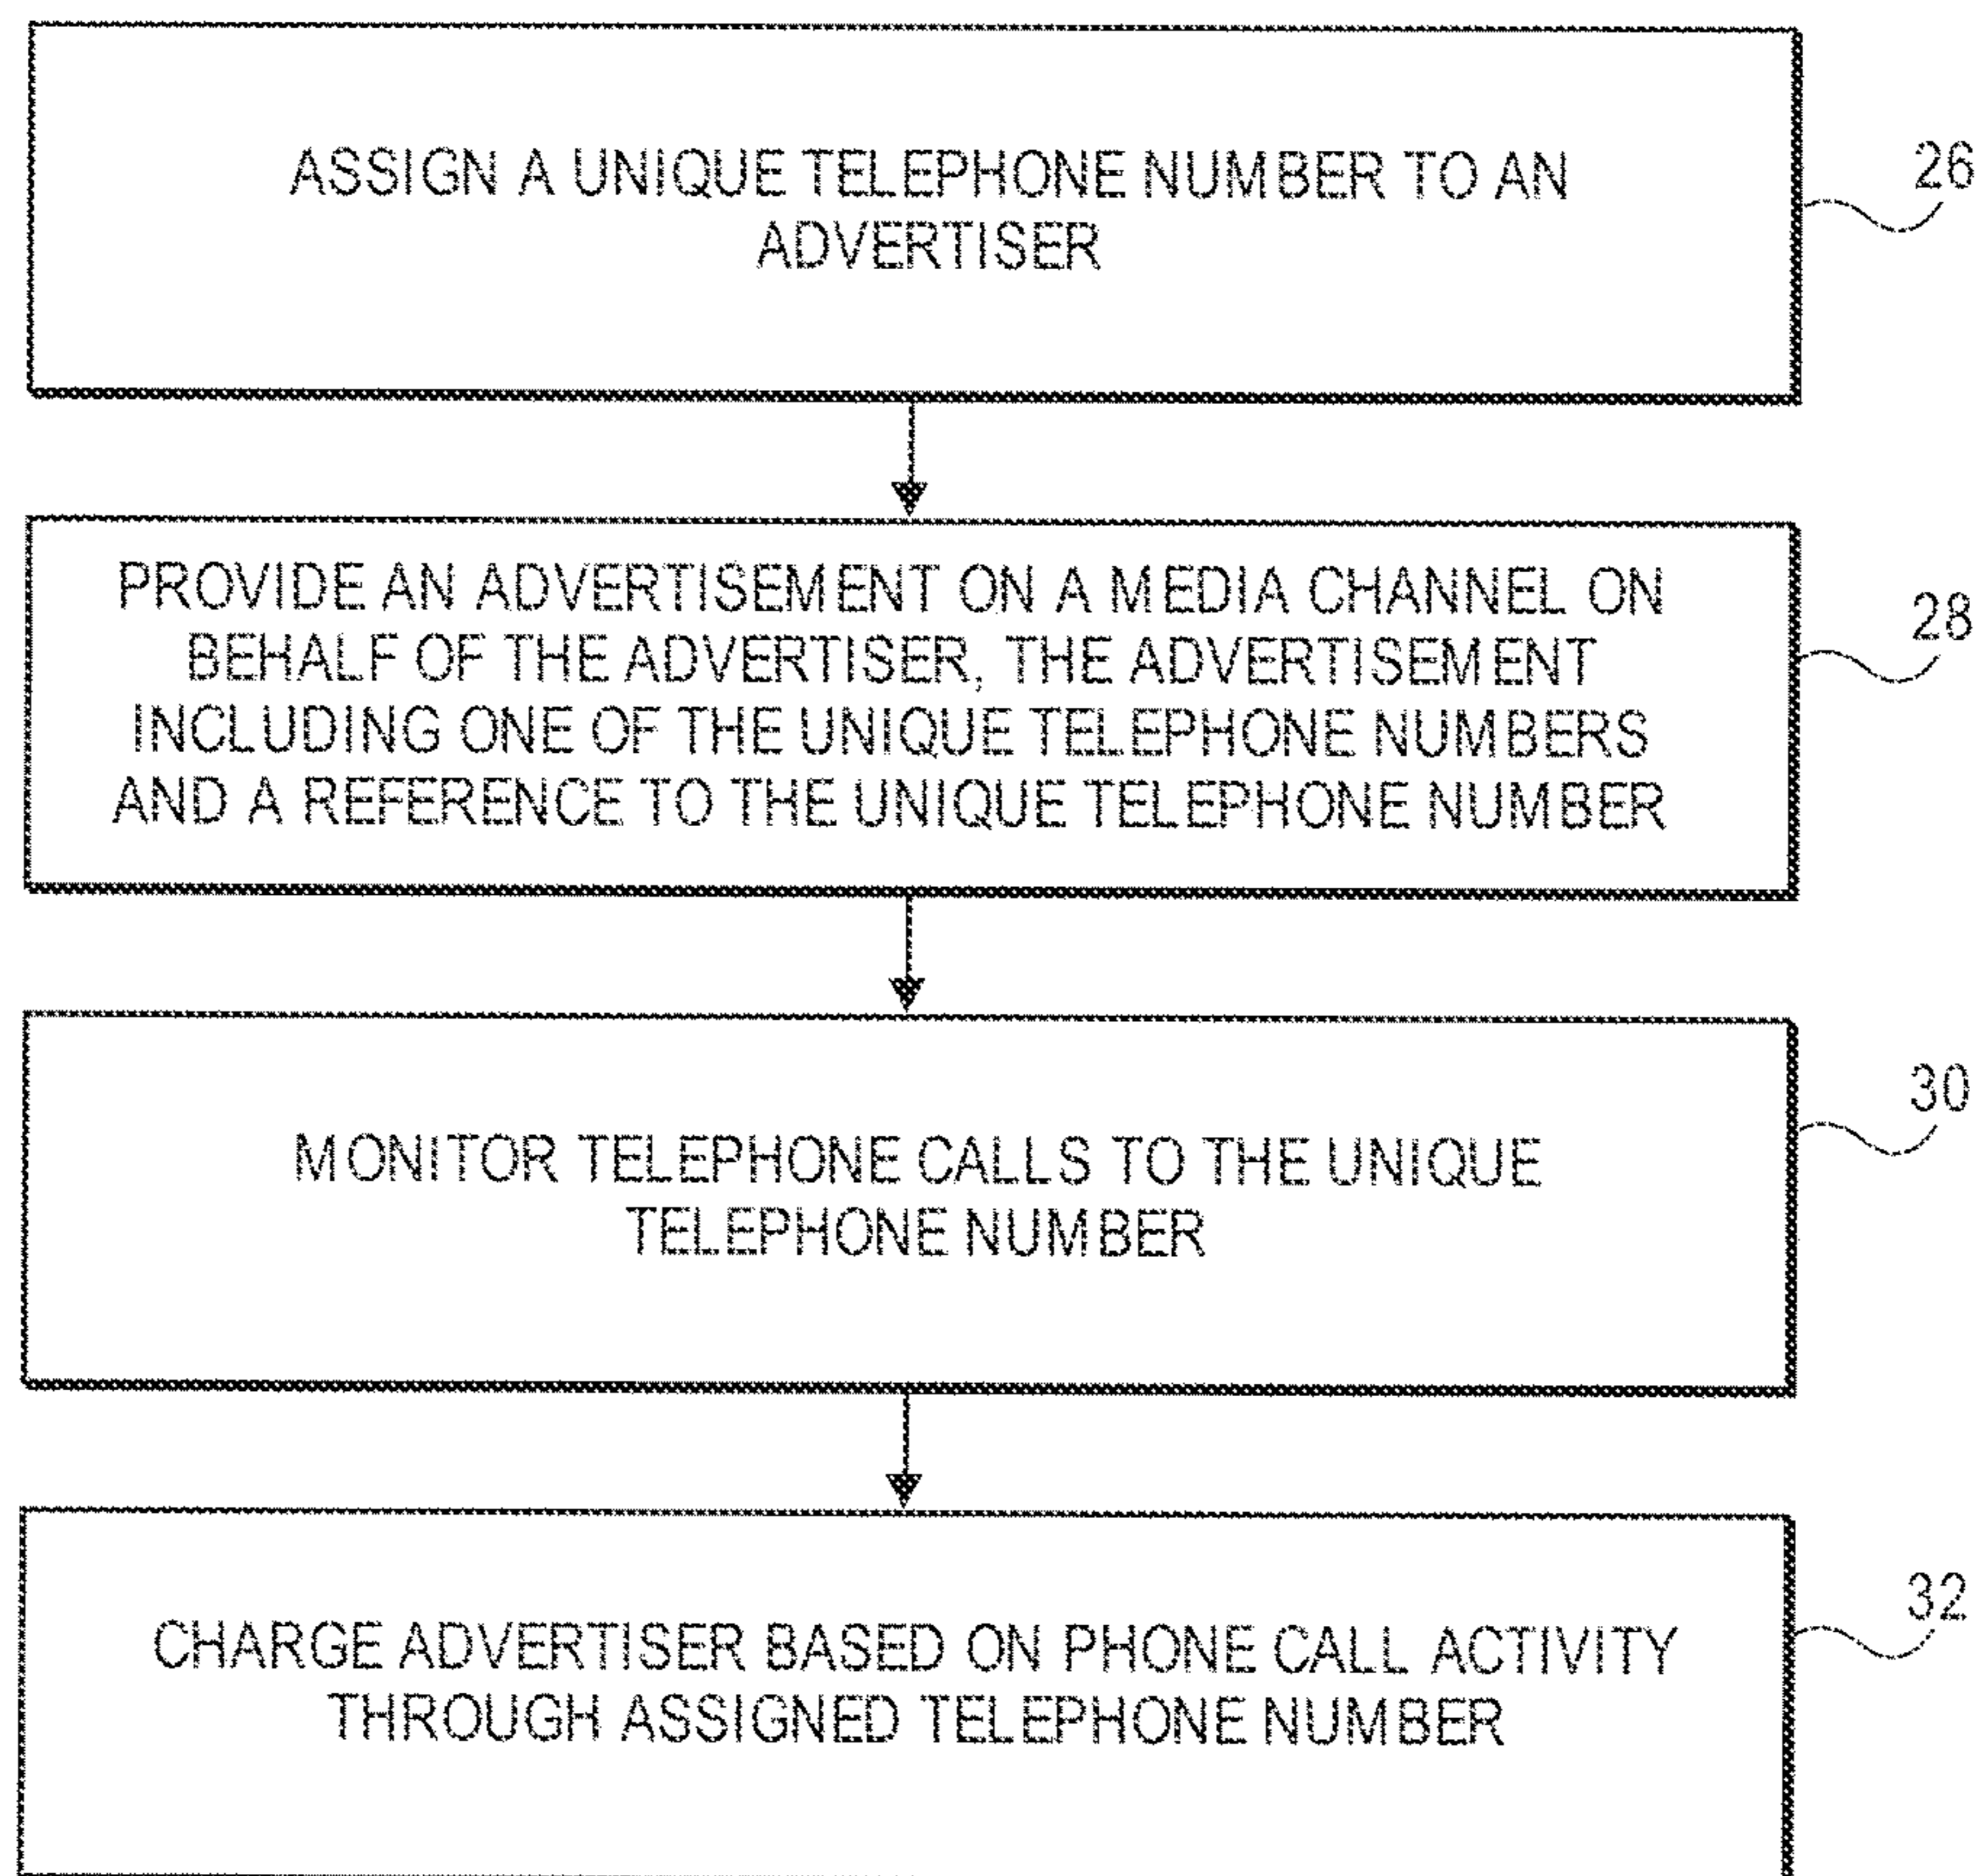 ASSIGN A UNIQUE TELEPHONE NUMBER TO AN
ADVERTISER
26
PROVIDE AN ADVERTISEMENT ON A MEDIA CHANNEL ON
BEHALF OF THE ADVERTISER, THE ADVERTISEMENT
INCLUDING ONE OF THE UNIQUE TELEPHONE NUMBERS
AND A REFERENCE TO THE UNIQUE TELEPHONE NUMBER
28
MONITOR TELEPHONE CALLS TO THE UNIQUE
TELEPHONE NUMBER
30
CHARGE ADVERTISER BASED ON PHONE CALL ACTIVITY
THROUGH ASSIGNED TELEPHONE NUMBER
32